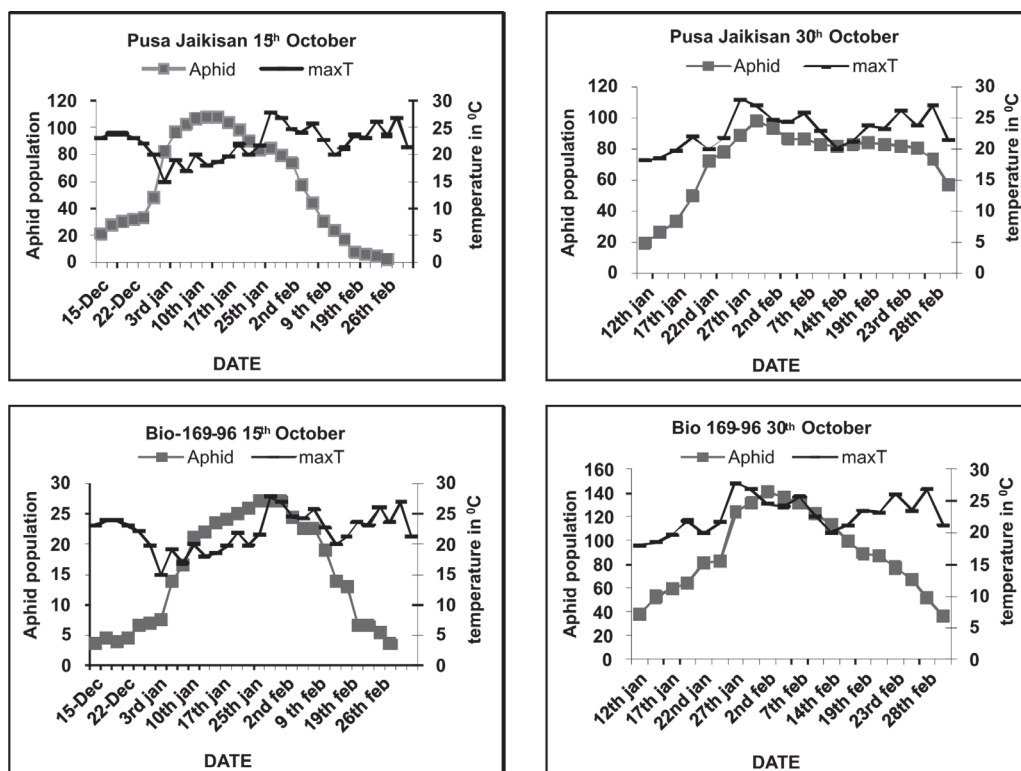 Pusa Jaikisan 15th October
Aphid maxT
Aphid population
120
100
80
60
40
20
0
30
25
20
15
10
5
0
temperature in ⁰C
15-Dec 22-Dec 3rd jan 10th jan 17th jan 25th jan 2nd feb 9 th feb 19th feb 26th feb
DATE
Pusa Jaikisan 30th October
Aphid maxT
Aphid population
120
100
80
60
40
20
0
30
25
20
15
10
5
0
temperature in ⁰C
12th jan 17th jan 22nd jan 27th jan 2nd feb 7th feb 14th feb 19th feb 23rd feb 28th feb
DATE
Bio-169-96 15th October
Aphid maxT
Aphid population
30
25
20
15
10
5
0
30
25
20
15
10
5
0
temperature in ⁰C
15-Dec 22-Dec 3rd jan 10th jan 17th jan 25th jan 2nd feb 9 th feb 19th feb 26th feb
DATE
Bio 169-96 30th October
Aphid maxT
Aphid population
160
140
120
100
80
60
40
20
0
30
25
20
15
10
5
0
temperature in ⁰C
12th jan 17th jan 22nd jan 27th jan 2nd feb 7th feb 14th feb 19th feb 23rd feb 28th feb
DATE